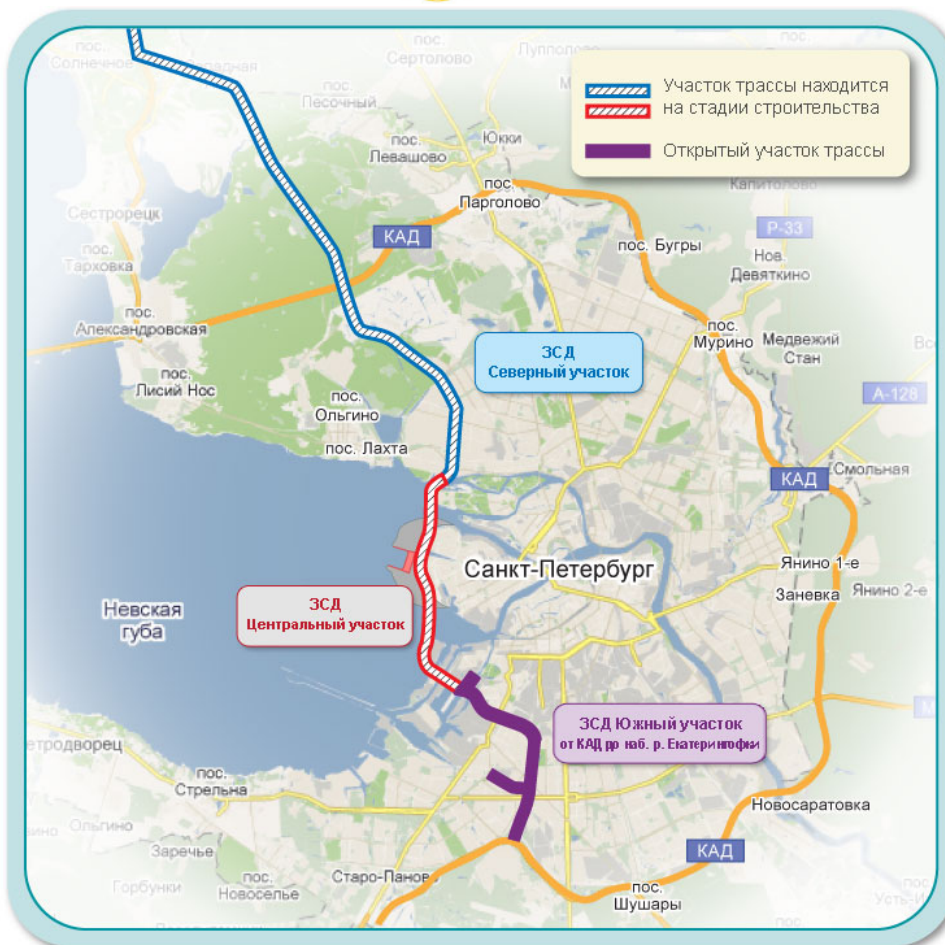 пос.
Солнечное
Западная
пос.
Сертолово
Лупполово
Участок трассы находится
на стадии строительства
Открытый участок трассы
пос.
Песочный
пос.
Левашово
Юкки
пос.
Парголово
Капитолово
Сестрорецк
КАД
Р-33
пос.
Тарховка
пос. Бугры
Нов.
Девяткино
пос.
Александровская
пос.
Мурино
Медвежий
Стан
ЗСД
Северный участок
пос.
Лисий Нос
пос.
Ольгино
А-128
пос. Лахта
Смольная
КАД
Санкт-Петербург
Янино 1-е
Заневка
Янино 2-е
ЗСД
Центральный участок
Невская
губа
ЗСД Южный участок
от КАД до наб. р. Екатерингофки
етродворец
пос.
Стрельна
Новосаратовка
Ольгино
Заречье
КАД
Горбунки
пос.
Новоселье
Старо-Паново
пос.
Шушары
пос.
Усть-И